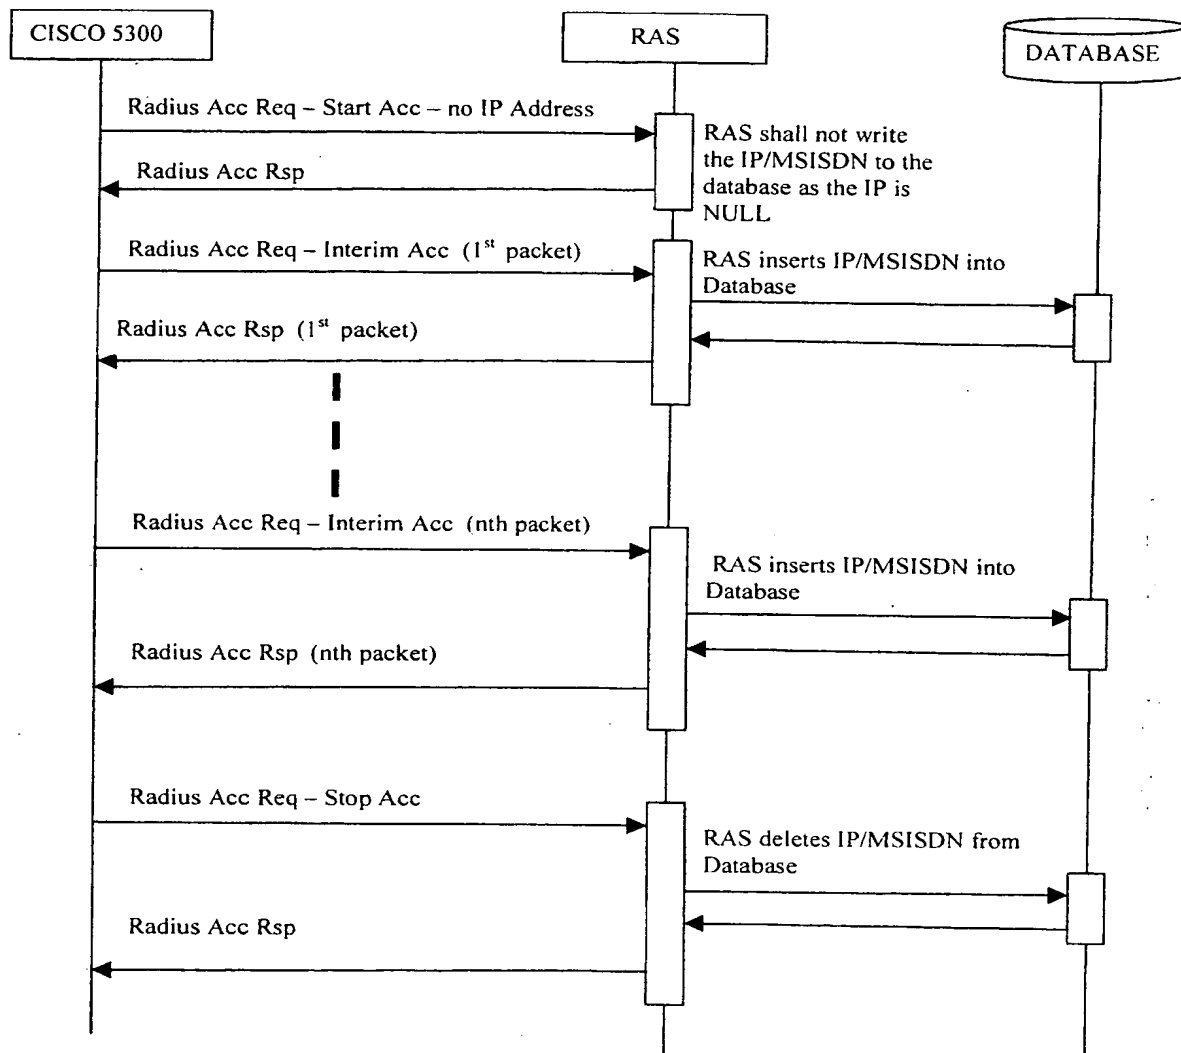 CISCO 5300
RAS
DATABASE
Radius Acc Req – Start Acc – no IP Address
RAS shall not write
the IP/MSISDN to the
database as the IP is
NULL
Radius Acc Rsp
Radius Acc Req – Interim Acc (1st packet)
RAS inserts IP/MSISDN into
Database
Radius Acc Rsp (1st packet)
Radius Acc Req – Interim Acc (nth packet)
RAS inserts IP/MSISDN into
Database
Radius Acc Rsp (nth packet)
Radius Acc Req – Stop Acc
RAS deletes IP/MSISDN from
Database
Radius Acc Rsp